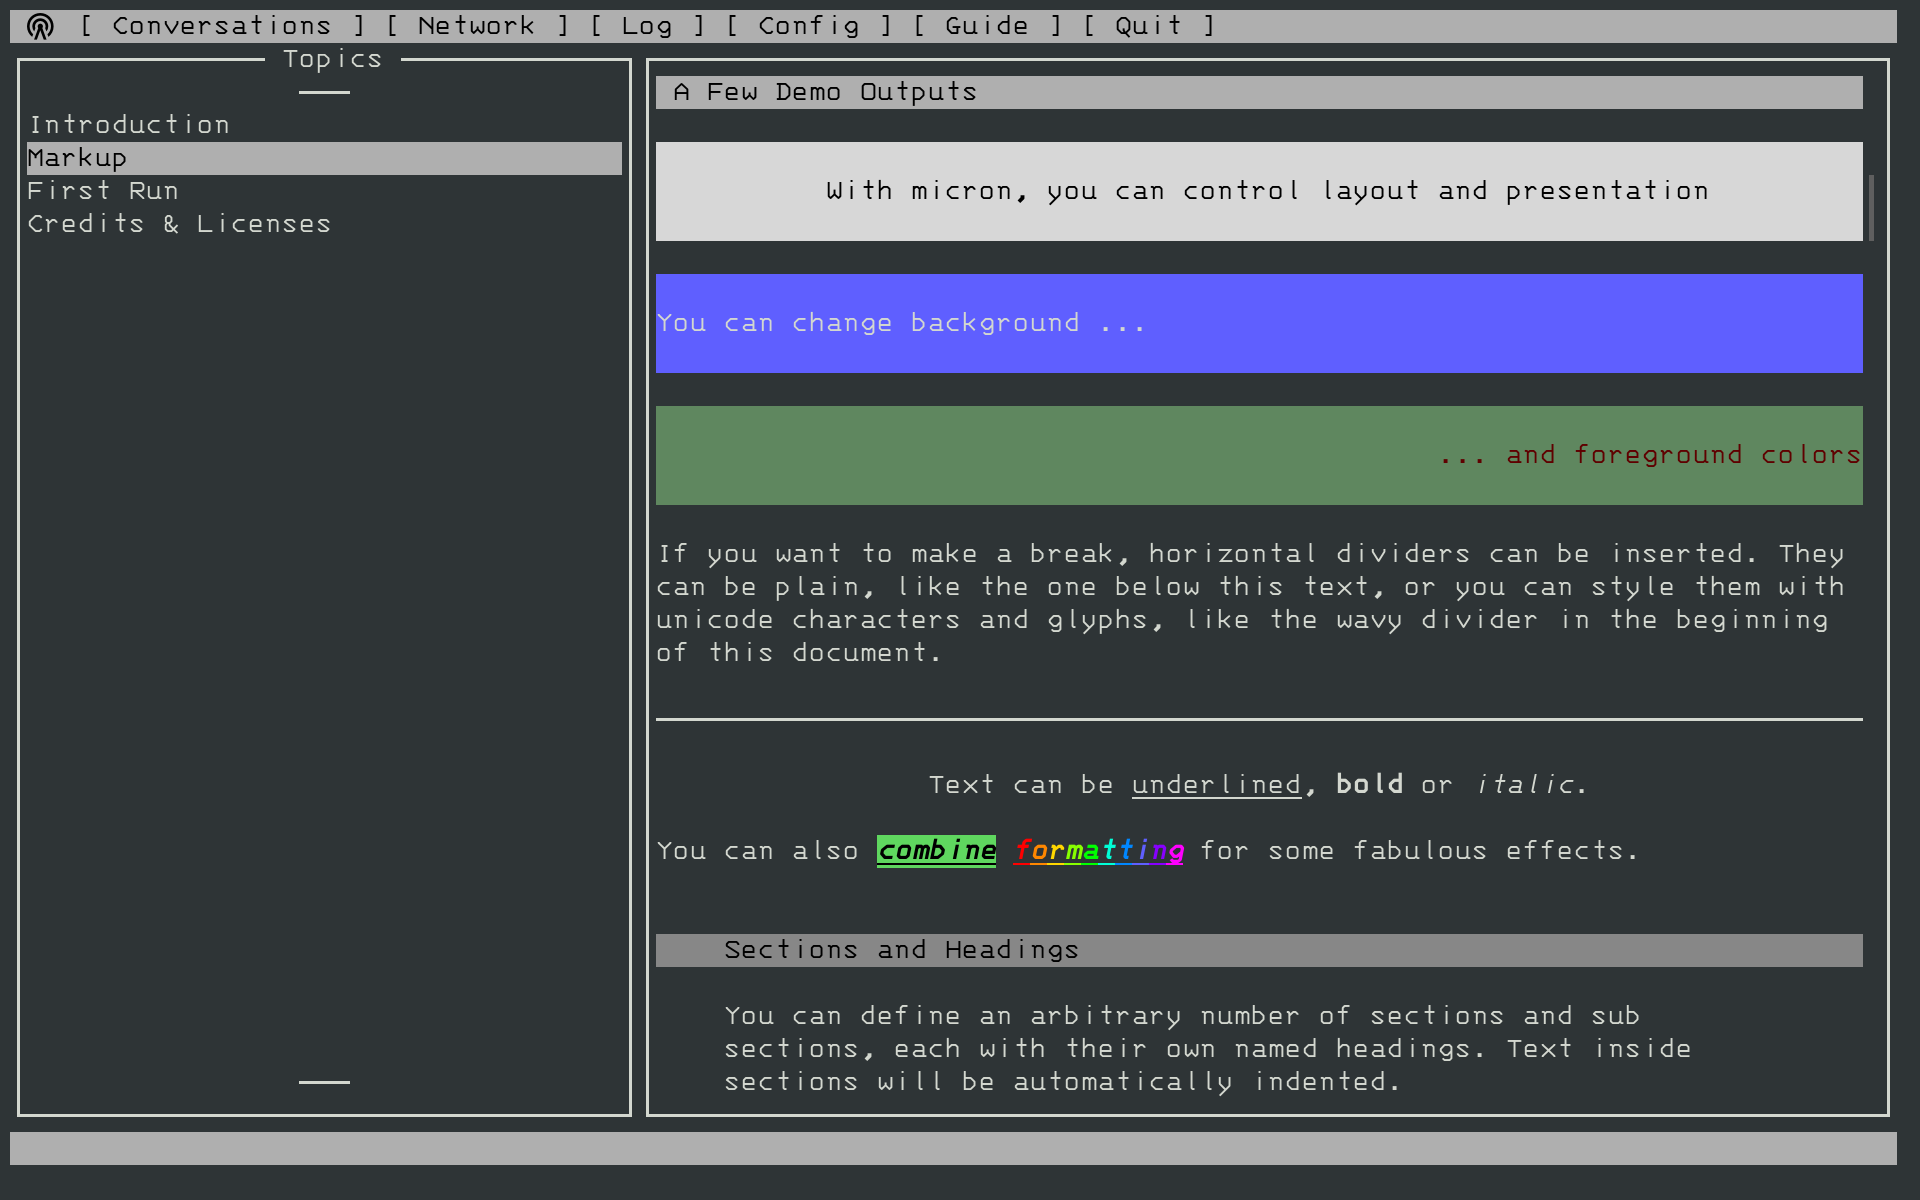 [ Conversations ] [ Network ] [ Log ] [ Config ] [ Guide ] [ Quit ]
Topics
Introduction
Markup
First Run
Credits & Licenses
A Few Demo Outputs
With micron, you can control layout and presentation
You can change background ...
... and foreground colors
If you want to make a break, horizontal dividers can be inserted. They
can be plain, like the one below this text, or you can style them with
unicode characters and glyphs, like the wavy divider in the beginning
of this document.
Text can be underlined, bold or italic.
You can also combine formatting for some fabulous effects.
Sections and Headings
You can define an arbitrary number of sections and sub
sections, each with their own named headings. Text inside
sections will be automatically indented.